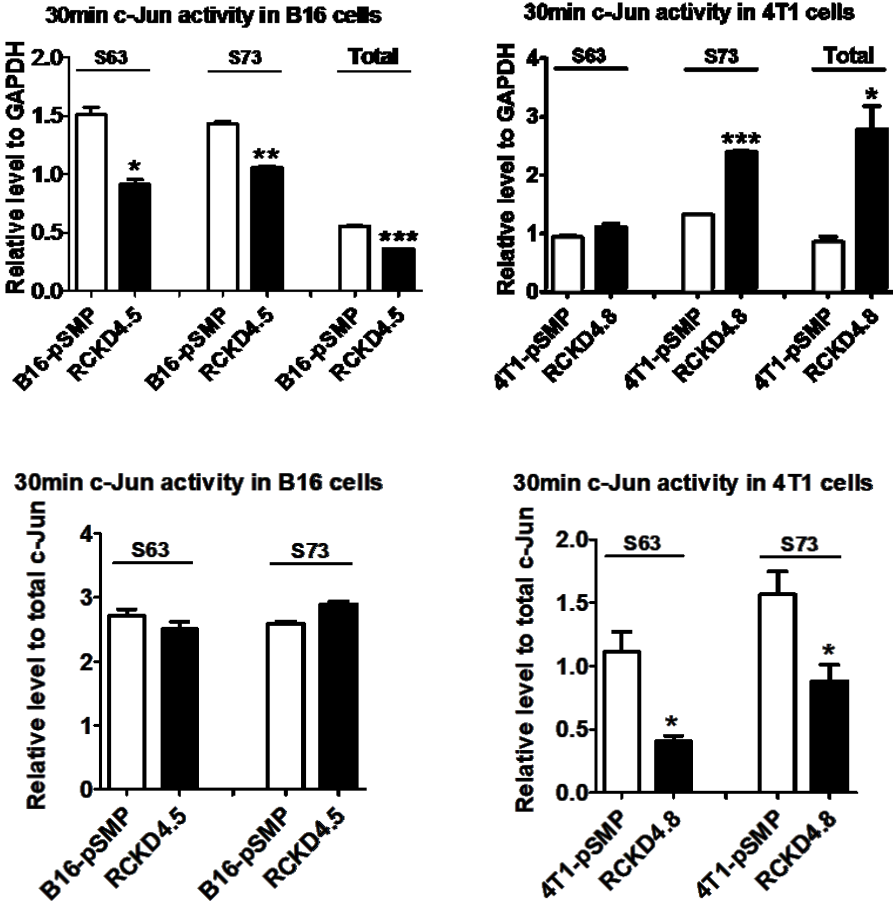 30min c-Jun activity in B16 cells
Relative level to GAPDH
2.0
1.5
1.0
0.5
0.0
S63
S73
Total
*
**
***
B16-pSMP
RCKD4.5
B16-pSMP
RCKD4.5
B16-pSMP
RCKD4.5
30min c-Jun activity in 4T1 cells
Relative level to GAPDH
4
3
2
1
0
S63
S73
Total
***
*
4T1-pSMP
RCKD4.8
4T1-pSMP
RCKD4.8
4T1-pSMP
RCKD4.8
30min c-Jun activity in B16 cells
Relative level to total c-Jun
4
3
2
1
0
S63
S73
B16-pSMP
RCKD4.5
B16-pSMP
RCKD4.5
30min c-Jun activity in 4T1 cells
Relative level to total c-Jun
2.0
1.5
1.0
0.5
0.0
S63
S73
*
*
4T1-pSMP
RCKD4.8
4T1-pSMP
RCKD4.8